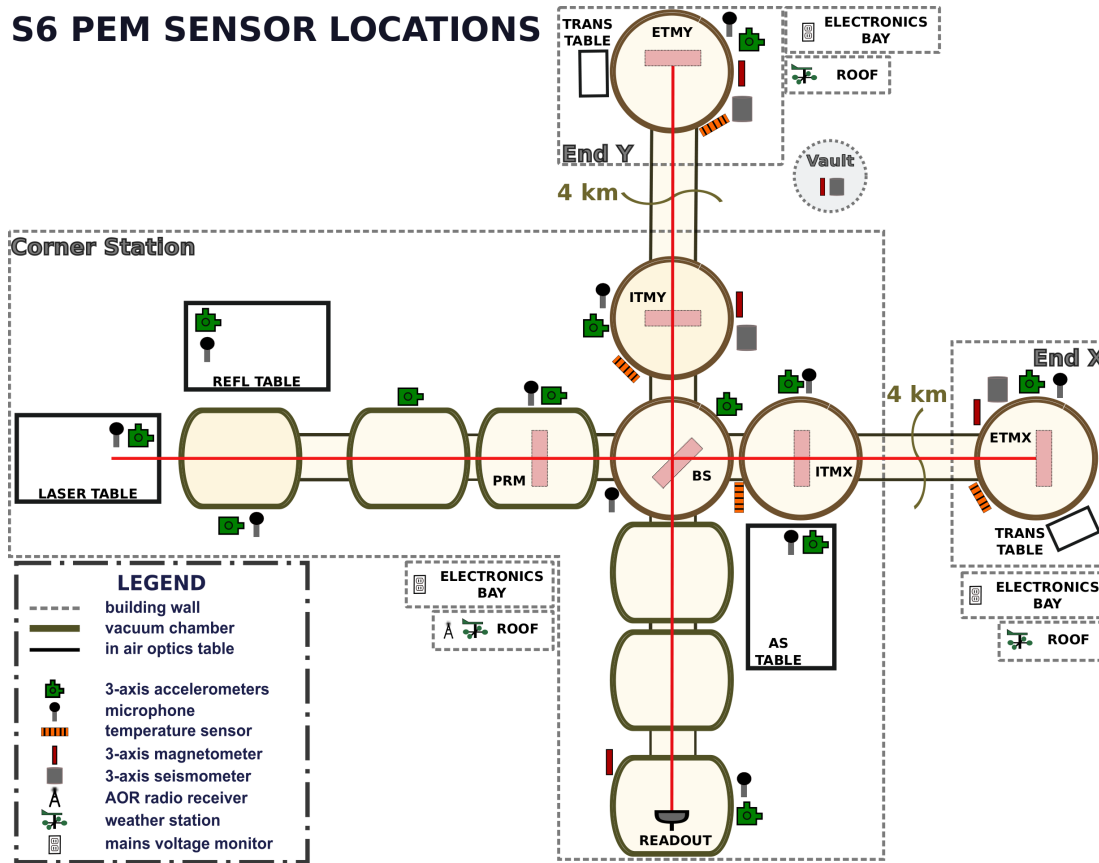 S6 PEM SENSOR LOCATIONS
TRANS
TABLE
ETMY
ELECTRONICS
BAY
ROOF
End Y
Vault
4 km
Corner Station
ITMY
REFL TABLE
End X
4 km
LASER TABLE
PRM
BS
ITMX
ETMX
TRANS
TABLE
ELECTRONICS
BAY
ROOF
AS
TABLE
ELECTRONICS
BAY
ROOF
READOUT
LEGEND
building wall
vacuum chamber
in air optics table
3-axis accelerometers
microphone
temperature sensor
3-axis magnetometer
3-axis seismometer
AOR radio receiver
weather station
mains voltage monitor